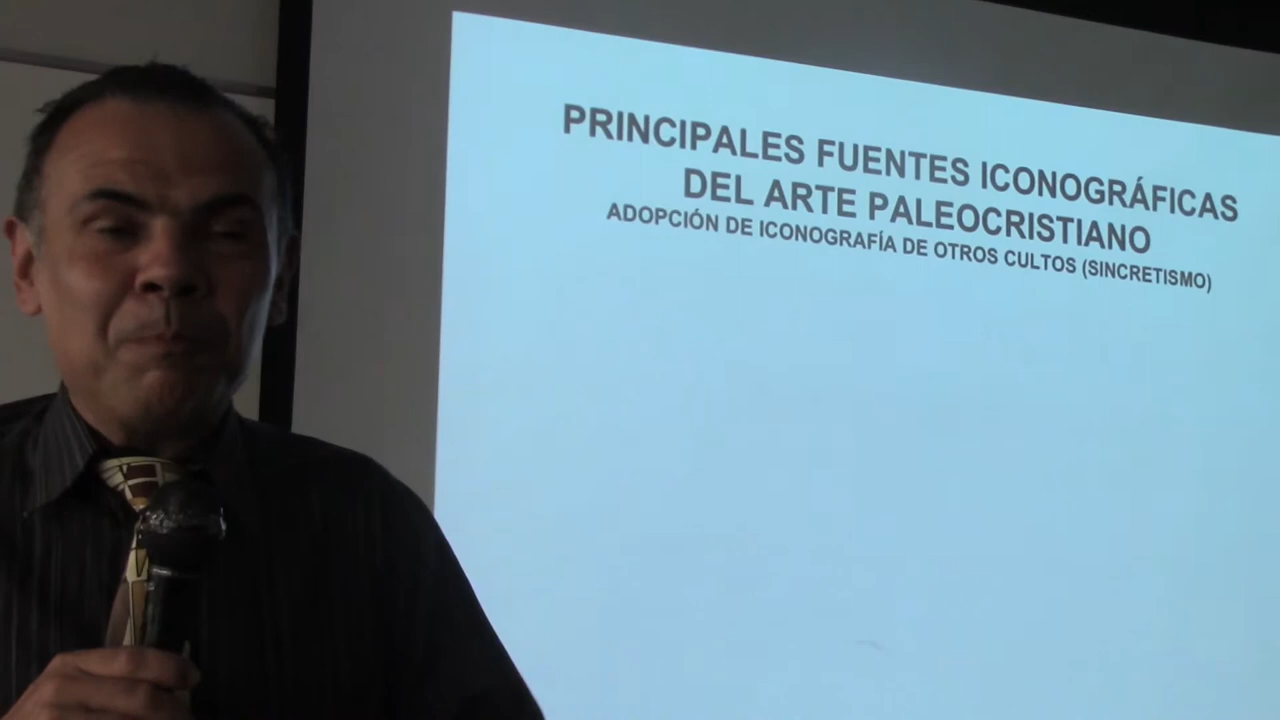 PRINCIPALES FUENTES ICONOGRÁFICAS
DEL ARTE PALEOCRISTIANO
ADOPCIÓN DE ICONOGRAFÍA DE OTROS CULTOS (SINCRETISMO)